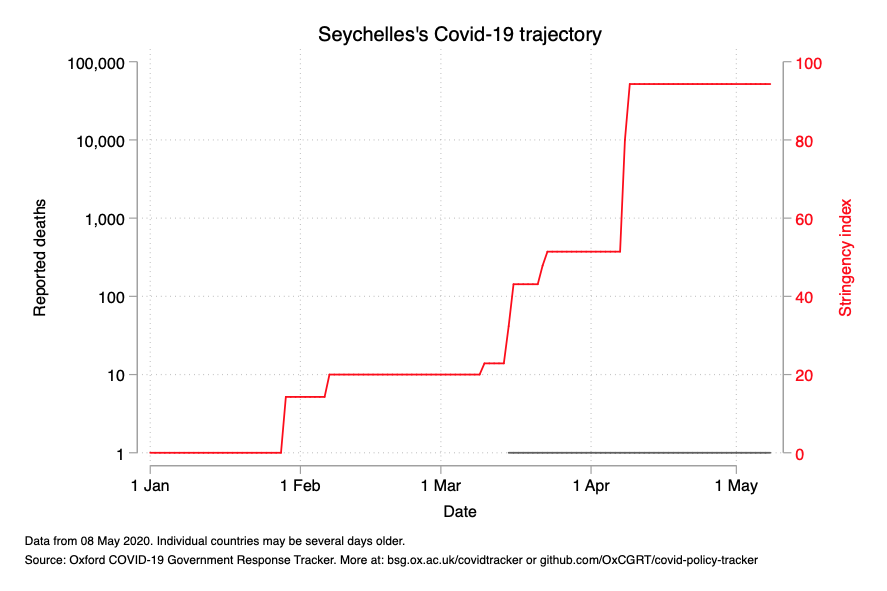 Seychelles's Covid-19 trajectory
100,000
10,000
1,000
100
10
1
Reported deaths
100
80
60
40
20
0
Stringency index
1 Jan
1 Feb
1 Mar
1 Apr
1 May
Date
Data from 08 May 2020. Individual countries may be several days older.
Source: Oxford COVID-19 Government Response Tracker. More at: bsg.ox.ac.uk/covidtracker or github.com/OxCGRT/covid-policy-tracker